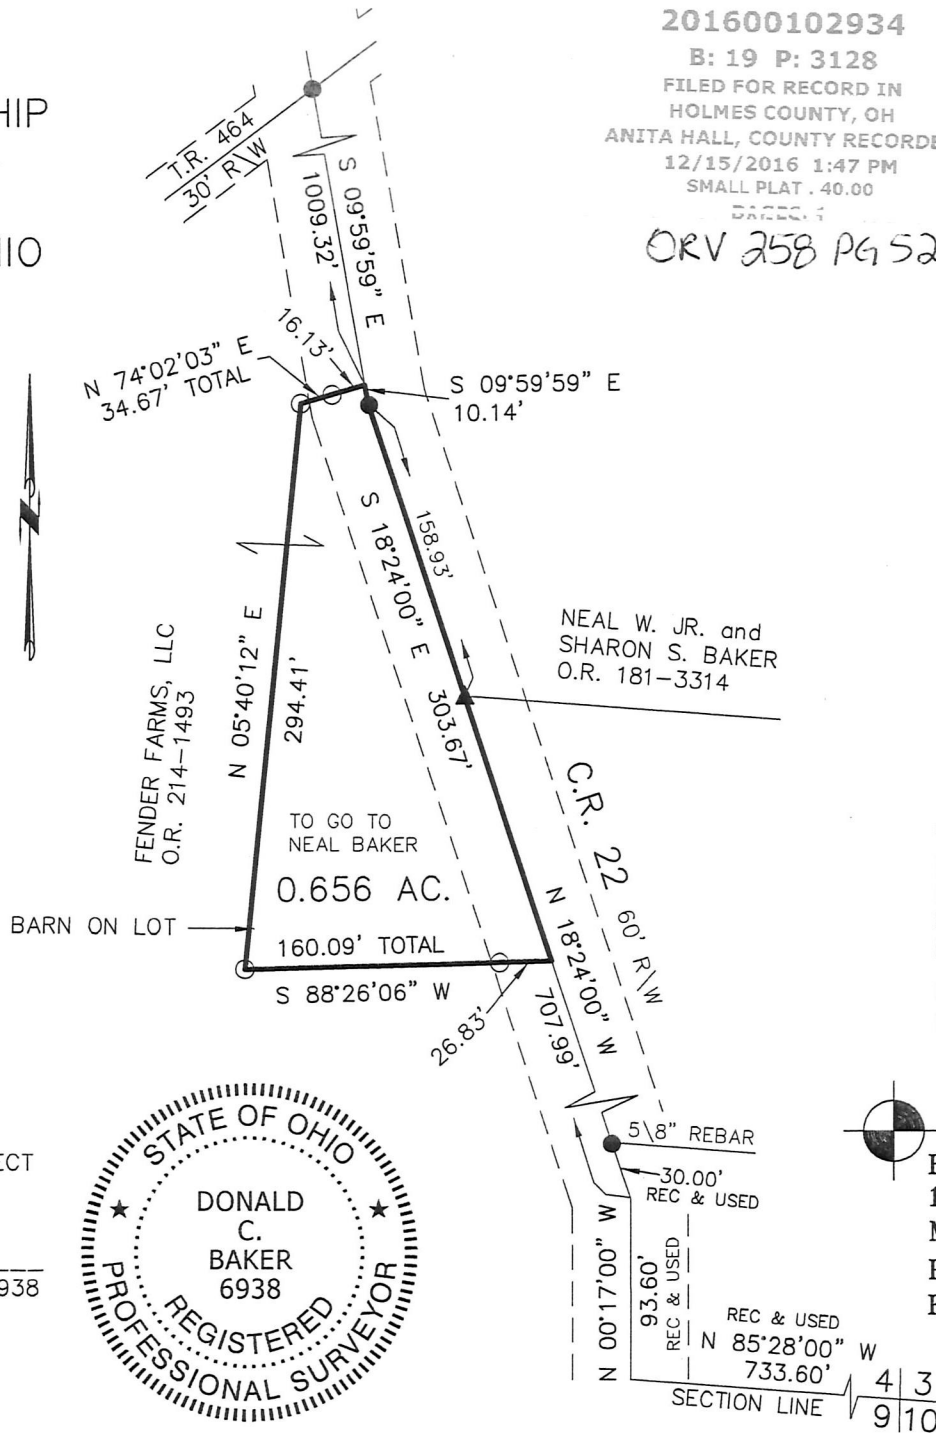 201600102934
B: 19 P: 3128
FILED FOR RECORD IN
HOLMES COUNTY, OH
ANITA HALL, COUNTY RECORDE
12/15/2016 1:47 PM
SMALL PLAT . 40.00
PAGES: 1
ORV 258 PG 52
HIP
HIO
T.R. 464
30' R\W
S 09°59'59" E
1009.32'
16.13'
N 74°02'03" E
34.67' TOTAL
S 09°59'59" E
10.14'
S 18°24'00" E
303.67'
158.93'
N
NEAL W. JR. and
SHARON S. BAKER
O.R. 181-3314
FENDER FARMS, LLC
O.R. 214-1493
N 05°40'12" E
294.41'
TO GO TO
NEAL BAKER
0.656 AC.
C.R. 22 60' R\W
BARN ON LOT
160.09' TOTAL
S 88°26'06" W
26.83'
N 18°24'00" W
707.99'
5\8" REBAR
30.00'
REC & USED
N 00°17'00" W
93.60'
REC & USED
REC & USED
N 85°28'00" W
733.60'
SECTION LINE
4 3
9 10
ECT
938
STATE OF OHIO
DONALD
C.
BAKER
6938
REGISTERED
PROFESSIONAL SURVEYOR